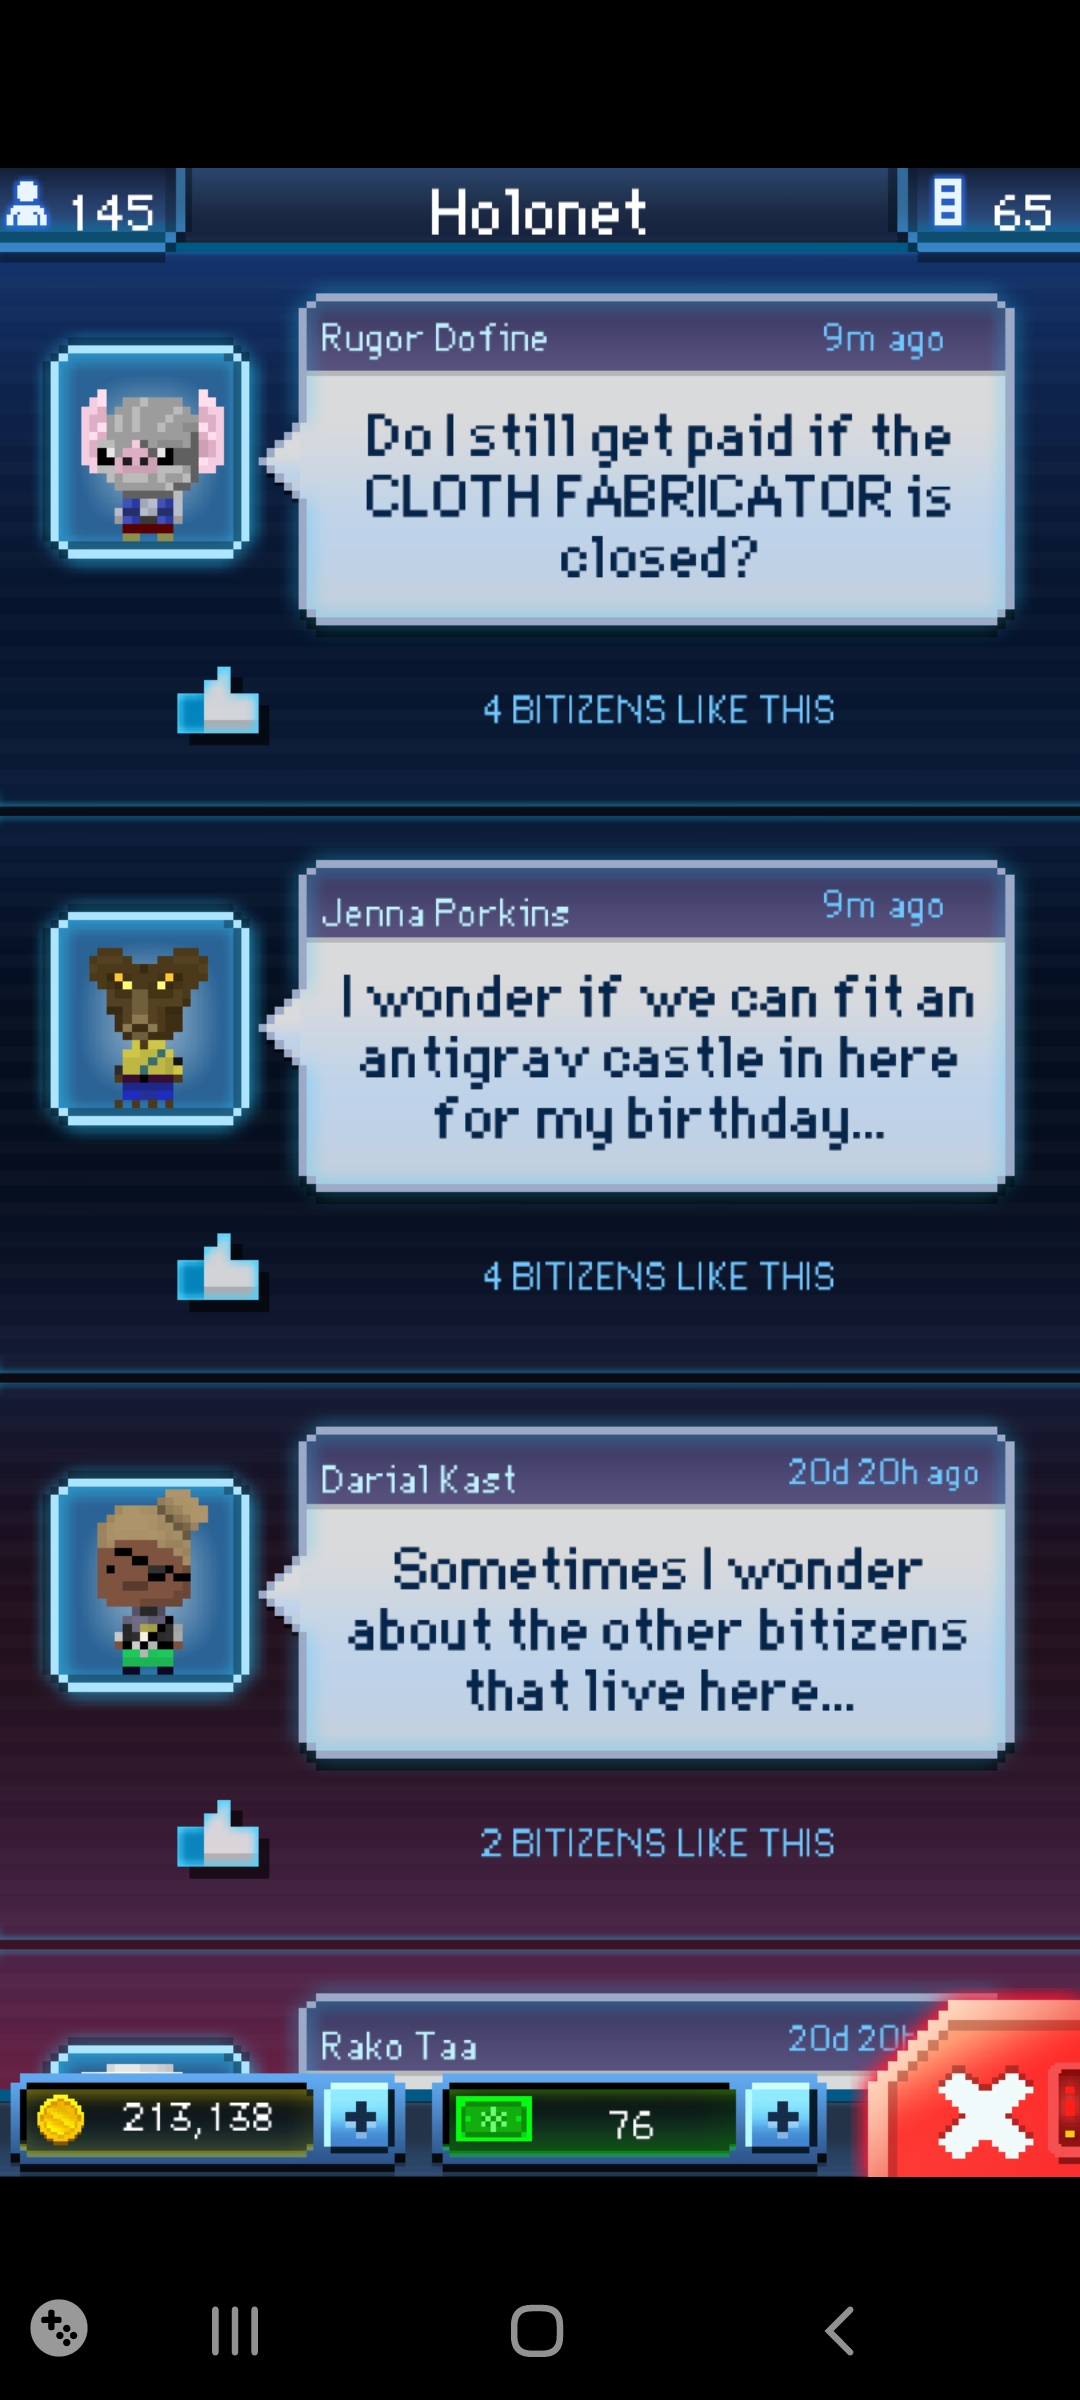 145
Holonet
65
Rugor Dofine
9m ago
Do I still get paid if the
CLOTH FABRICATOR is
closed?
4 BITIZENS LIKE THIS
Jenna Porkins
9m ago
I wonder if we can fit an
antigrav castle in here
for my birthday...
4 BITIZENS LIKE THIS
Darial Kast
20d 20h ago
Sometimes I wonder
about the other bitizens
that live here...
2 BITIZENS LIKE THIS
Rako Taa
20d 20h
213,138
76